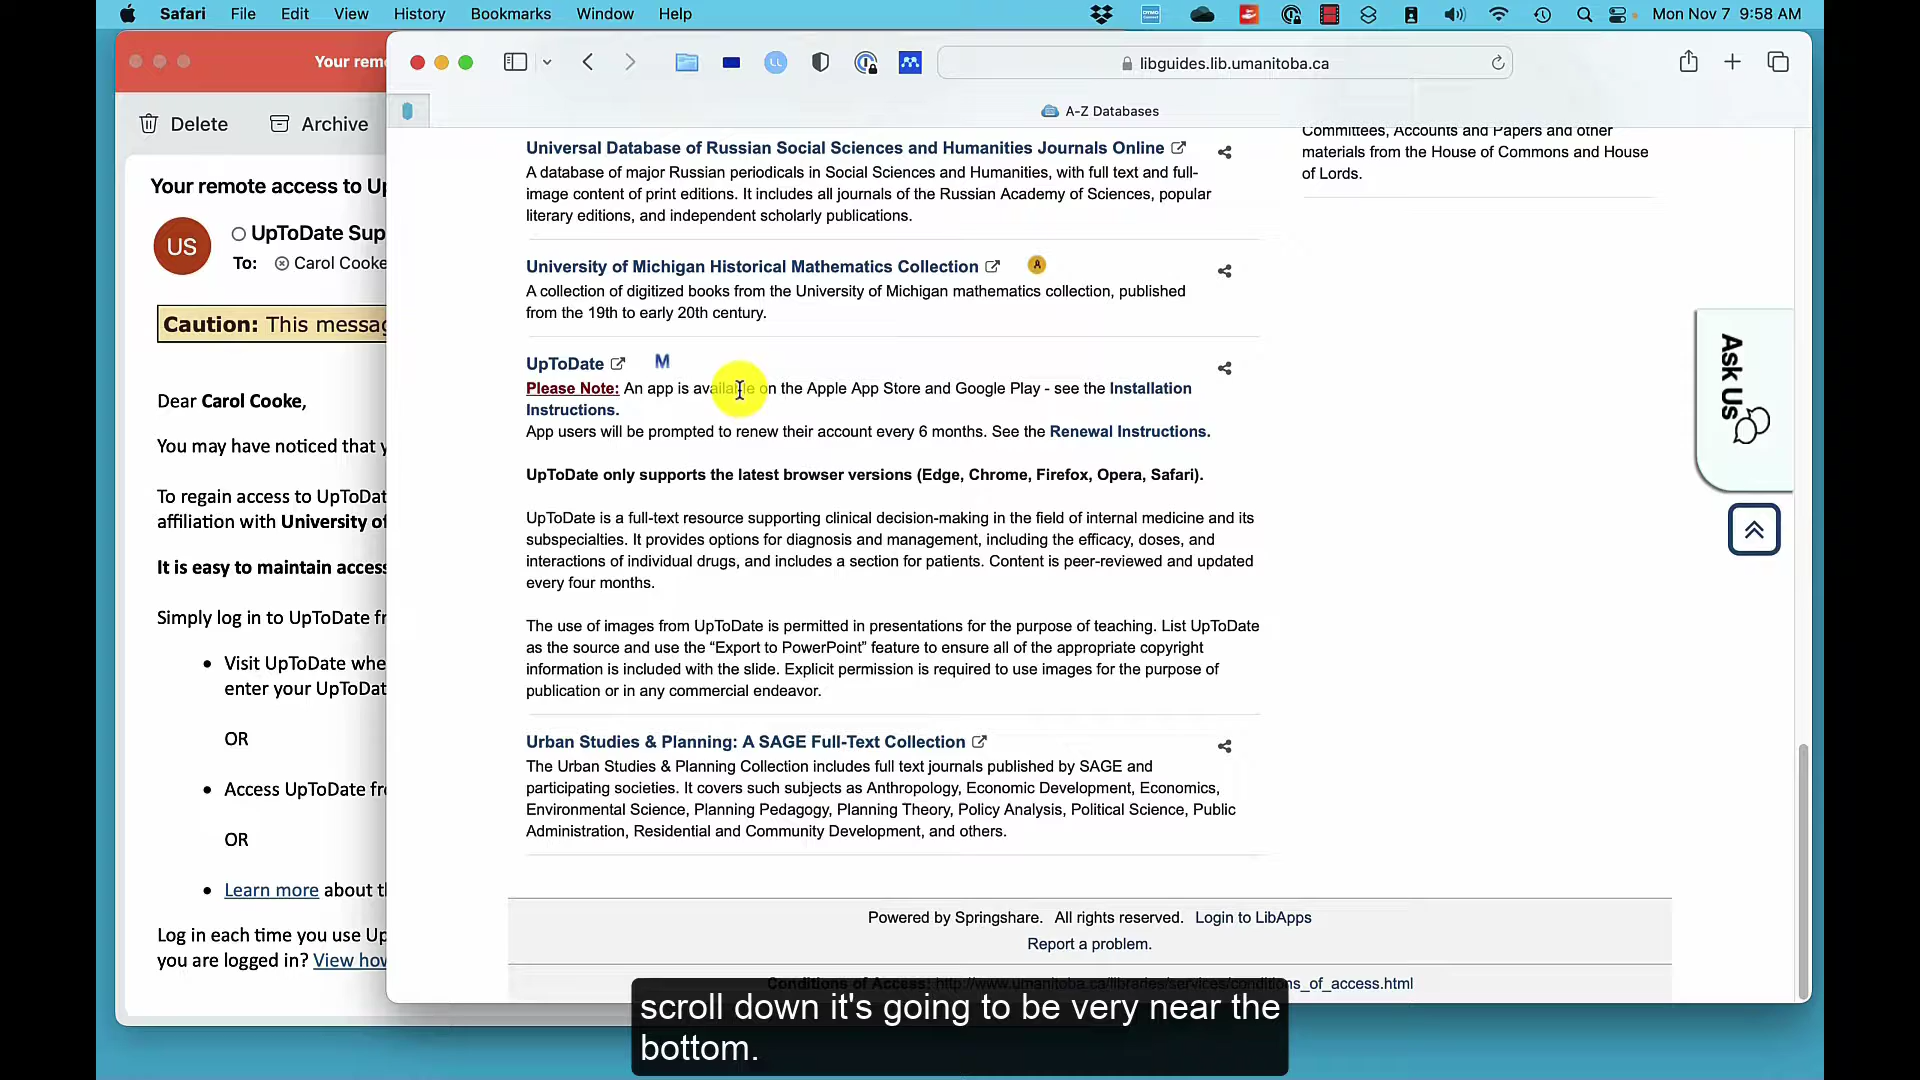 Safari File Edit View History Bookmarks Window Help
Mon Nov 7 9:58 AM
Your remo
Delete Archive
Your remote access to Up
US
UpToDate Sup
To: Carol Cooke
Caution: This messag
Dear Carol Cooke,
You may have noticed that y
To regain access to UpToDat
affiliation with University of
It is easy to maintain access
Simply log in to UpToDate fr
Visit UpToDate whe
enter your UpToDat
OR
Access UpToDate fro
OR
Learn more about th
Log in each time you use Up
you are logged in? View how
libguides.lib.umanitoba.ca
A-Z Databases
Universal Database of Russian Social Sciences and Humanities Journals Online
A database of major Russian periodicals in Social Sciences and Humanities, with full text and full-
image content of print editions. It includes all journals of the Russian Academy of Sciences, popular
literary editions, and independent scholarly publications.
University of Michigan Historical Mathematics Collection
A collection of digitized books from the University of Michigan mathematics collection, published
from the 19th to early 20th century.
UpToDate M
Please Note: An app is available on the Apple App Store and Google Play - see the Installation
Instructions.
App users will be prompted to renew their account every 6 months. See the Renewal Instructions.
UpToDate only supports the latest browser versions (Edge, Chrome, Firefox, Opera, Safari).
UpToDate is a full-text resource supporting clinical decision-making in the field of internal medicine and its
subspecialties. It provides options for diagnosis and management, including the efficacy, doses, and
interactions of individual drugs, and includes a section for patients. Content is peer-reviewed and updated
every four months.
The use of images from UpToDate is permitted in presentations for the purpose of teaching. List UpToDate
as the source and use the “Export to PowerPoint” feature to ensure all of the appropriate copyright
information is included with the slide. Explicit permission is required to use images for the purpose of
publication or in any commercial endeavor.
Urban Studies & Planning: A SAGE Full-Text Collection
The Urban Studies & Planning Collection includes full text journals published by SAGE and
participating societies. It covers such subjects as Anthropology, Economic Development, Economics,
Environmental Science, Planning Pedagogy, Planning Theory, Policy Analysis, Political Science, Public
Administration, Residential and Community Development, and others.
Committees, Accounts and Papers and other
materials from the House of Commons and House
of Lords.
Ask Us
Powered by Springshare. All rights reserved. Login to LibApps
Report a problem.
Conditions of Access: http://www.umanitoba.ca/libraries/services/conditions_of_access.html
scroll down it's going to be very near the
bottom.